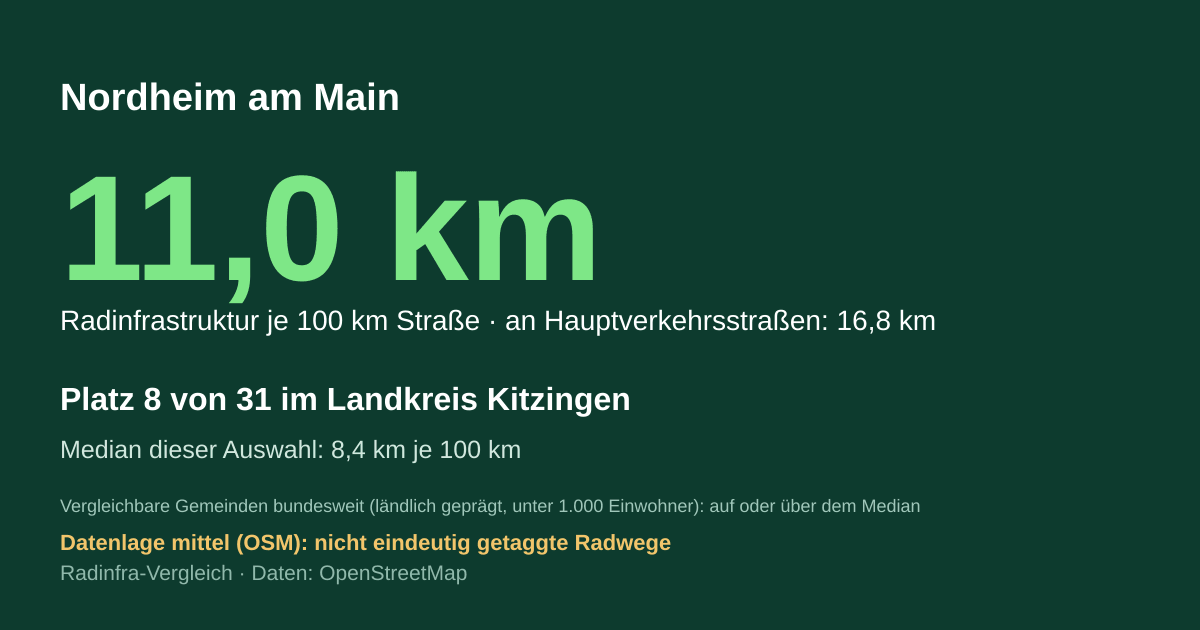 Nordheim am Main
11,0 km
Radinfrastruktur je 100 km Straße · an Hauptverkehrsstraßen: 16,8 km
Platz 8 von 31 im Landkreis Kitzingen
Median dieser Auswahl: 8,4 km je 100 km
Vergleichbare Gemeinden bundesweit (ländlich geprägt, unter 1.000 Einwohner): auf oder über dem Median
Datenlage mittel (OSM): nicht eindeutig getaggte Radwege
Radinfra-Vergleich · Daten: OpenStreetMap